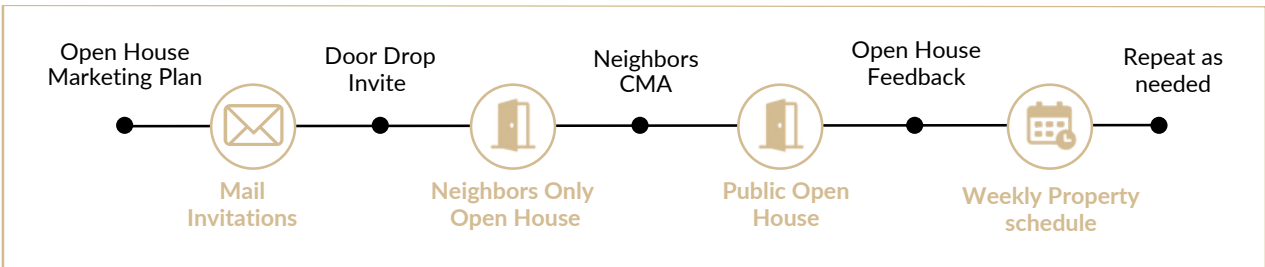 Open House
Marketing Plan
Mail
Invitations
Door Drop
Invite
Neighbors Only
Open House
Neighbors
CMA
Public Open
House
Open House
Feedback
Weekly Property
schedule
Repeat as
needed